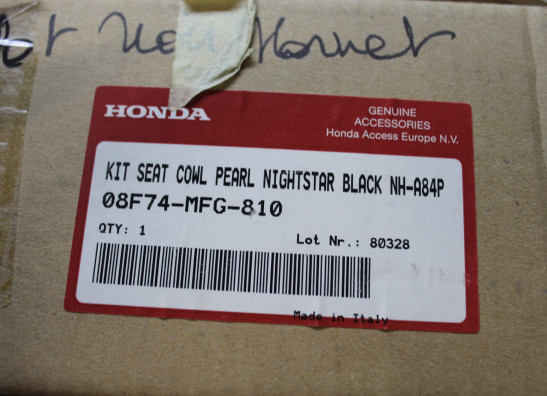 Hornet
HONDA
GENUINE
ACCESSORIES
Honda Access Europe N.V.
KIT SEAT COWL PEARL NIGHTSTAR BLACK NH-A84P
08F74-MFG-810
QTY: 1
Lot Nr.: 80328
Made in Italy